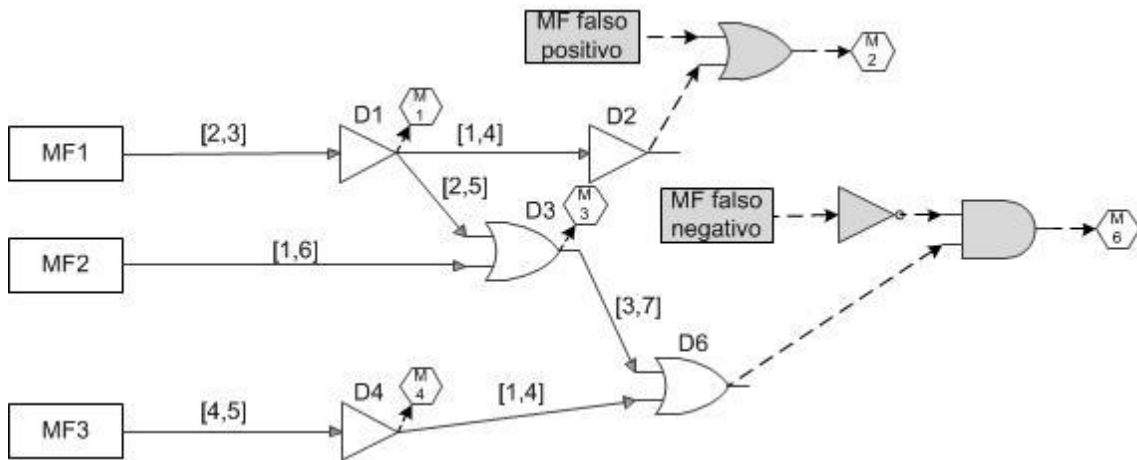 MF falso
positivo
M
2
D1
M
1
D2
[2,3]
[1,4]
MF1
[2,5]
D3
M
3
MF falso
negativo
M
6
MF2
[1,6]
[3,7]
D6
D4
M
4
[1,4]
MF3
[4,5]